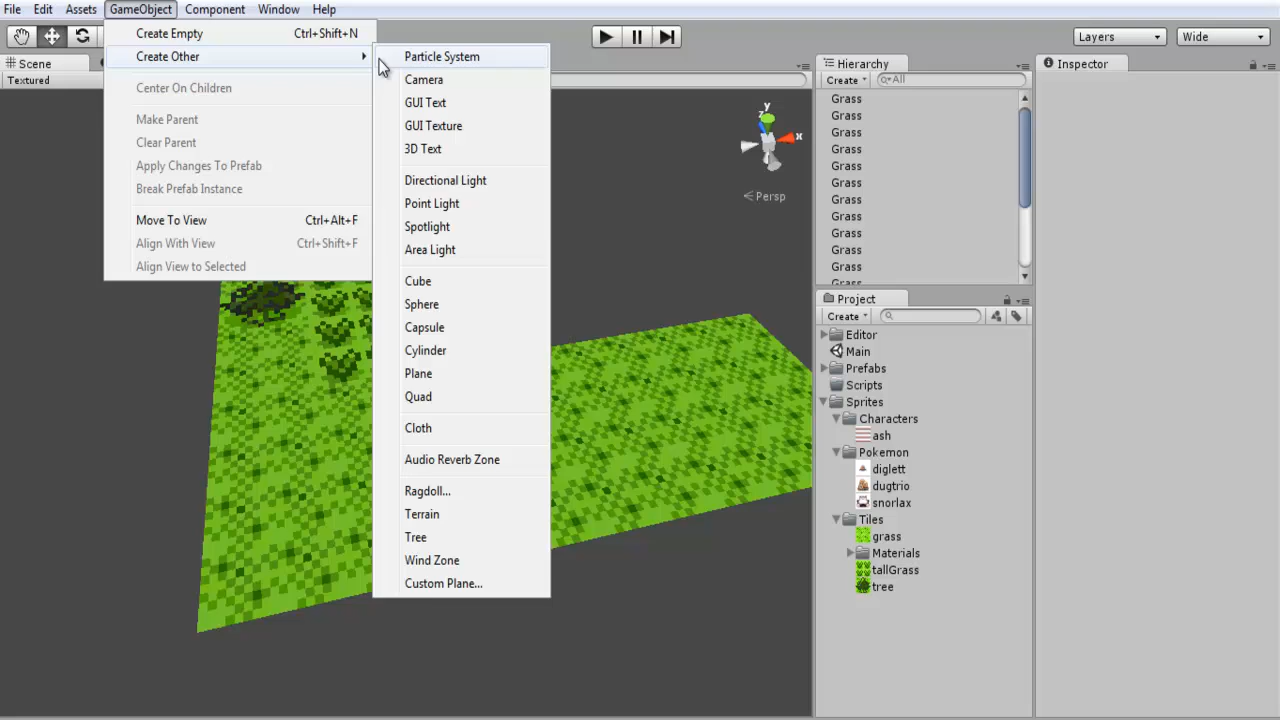 File Edit Assets GameObject Component Window Help
Create Empty Ctrl+Shift+N
Create Other
Center On Children
Make Parent
Clear Parent
Apply Changes To Prefab
Break Prefab Instance
Move To View Ctrl+Alt+F
Align With View Ctrl+Shift+F
Align View to Selected
Particle System
Camera
GUI Text
GUI Texture
3D Text
Directional Light
Point Light
Spotlight
Area Light
Cube
Sphere
Capsule
Cylinder
Plane
Quad
Cloth
Audio Reverb Zone
Ragdoll...
Terrain
Tree
Wind Zone
Custom Plane...
Layers
Wide
Scene
Textured
y
z
x
Persp
Hierarchy
Create
All
Grass
Grass
Grass
Grass
Grass
Grass
Grass
Grass
Grass
Grass
Grass
Grass
Project
Create
Editor
Main
Prefabs
Scripts
Sprites
Characters
ash
Pokemon
diglett
dugtrio
snorlax
Tiles
grass
Materials
tallGrass
tree
Inspector